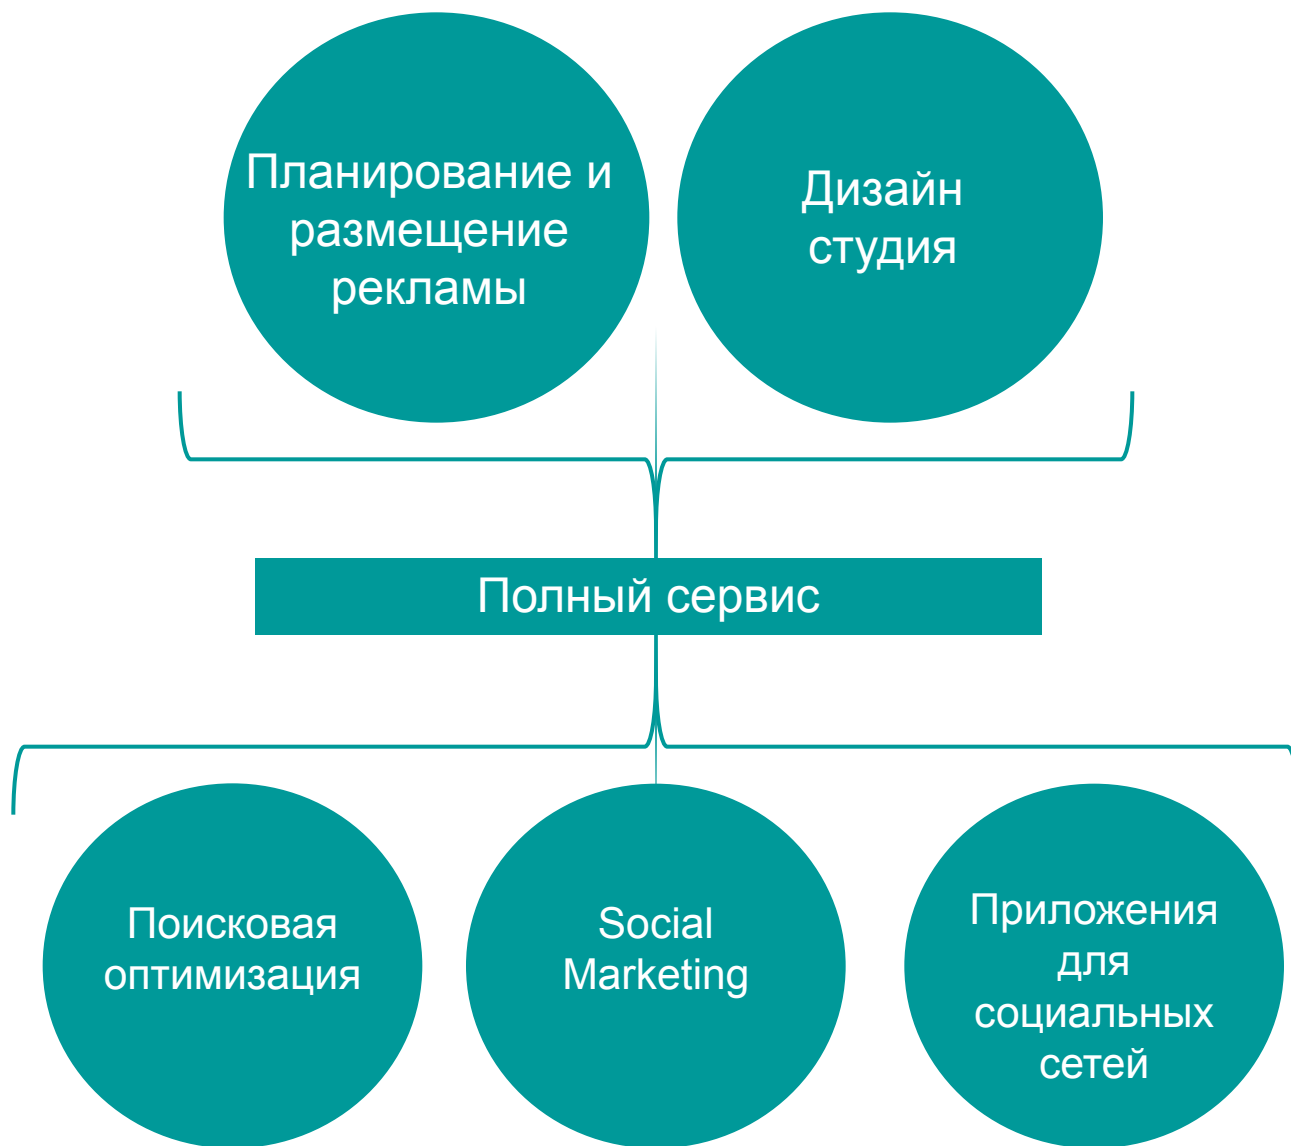 Планирование и
размещение
рекламы
Дизайн
студия
Полный сервис
Поисковая
оптимизация
Social
Marketing
Приложения
для
социальных
сетей